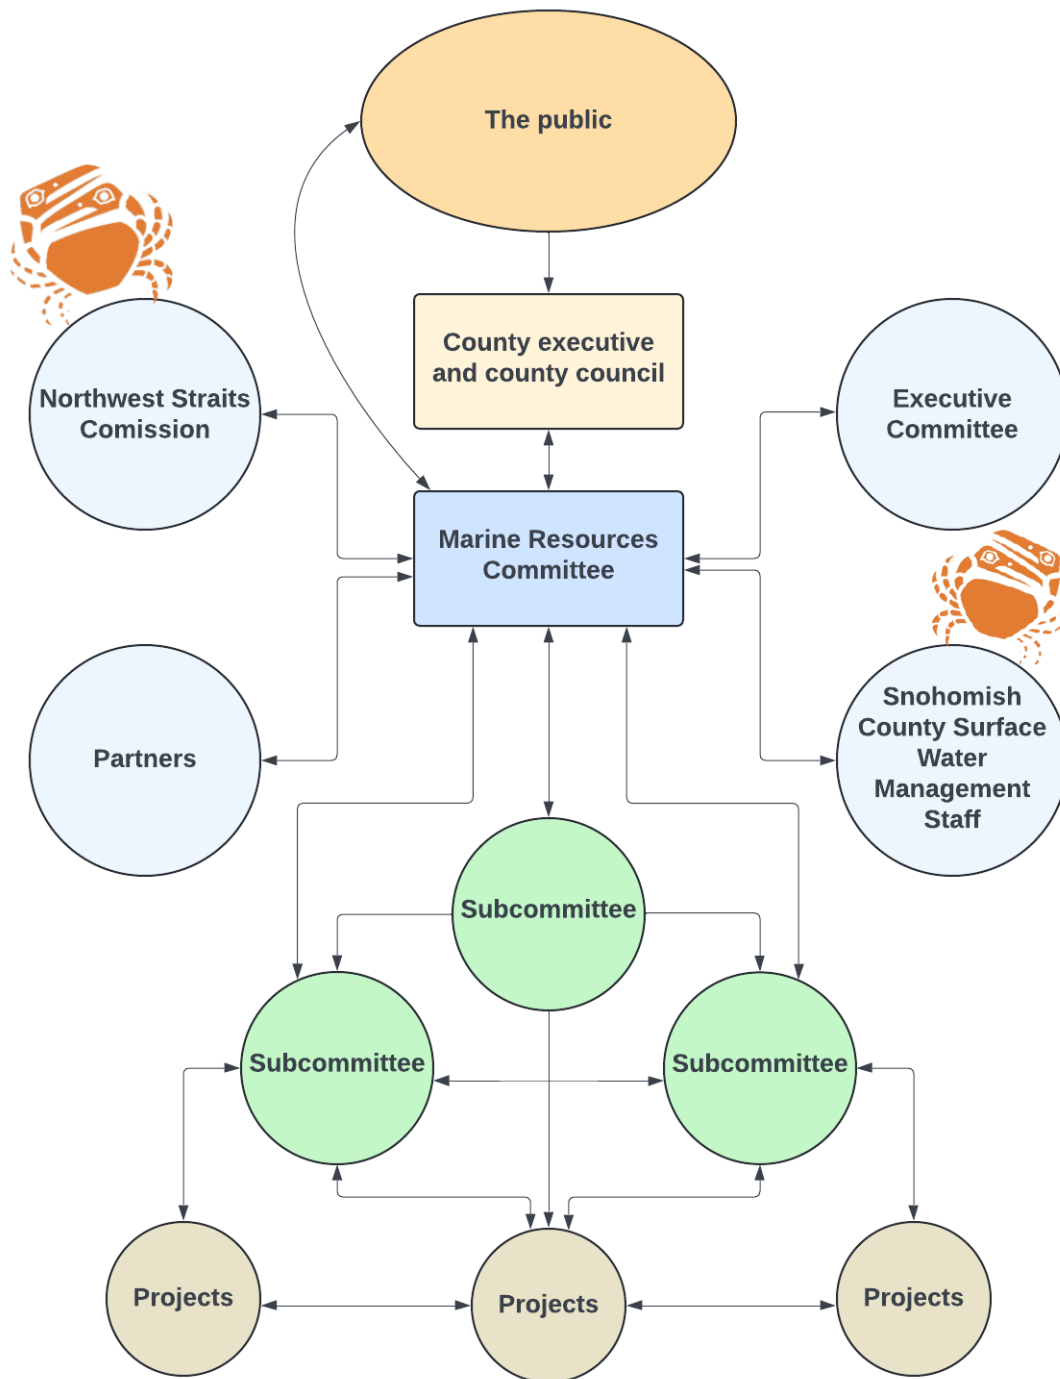 The public
County executive
and county council
Northwest Straits
Comission
Executive
Committee
Marine Resources
Committee
Partners
Snohomish
County Surface
Water
Management
Staff
Subcommittee
Subcommittee
Subcommittee
Projects
Projects
Projects